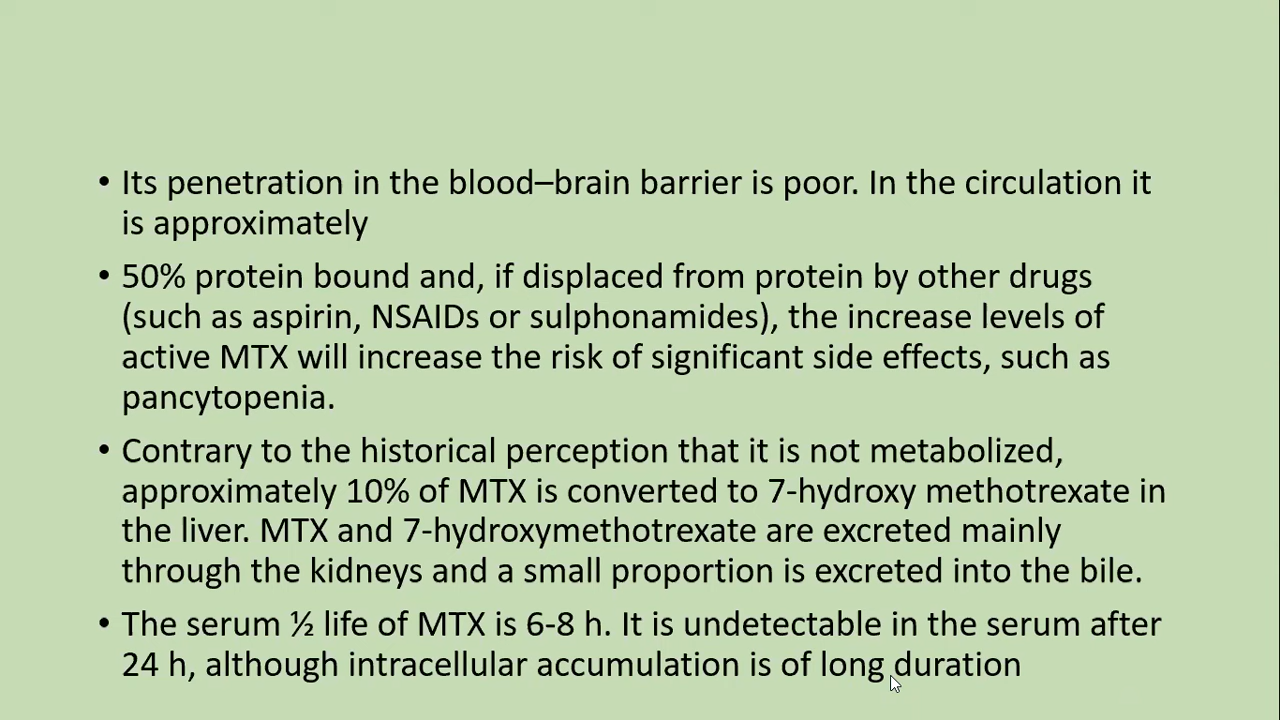 • Its penetration in the blood–brain barrier is poor. In the circulation it
is approximately
• 50% protein bound and, if displaced from protein by other drugs
(such as aspirin, NSAIDs or sulphonamides), the increase levels of
active MTX will increase the risk of significant side effects, such as
pancytopenia.
• Contrary to the historical perception that it is not metabolized,
approximately 10% of MTX is converted to 7-hydroxy methotrexate in
the liver. MTX and 7-hydroxymethotrexate are excreted mainly
through the kidneys and a small proportion is excreted into the bile.
• The serum ½ life of MTX is 6-8 h. It is undetectable in the serum after
24 h, although intracellular accumulation is of long duration